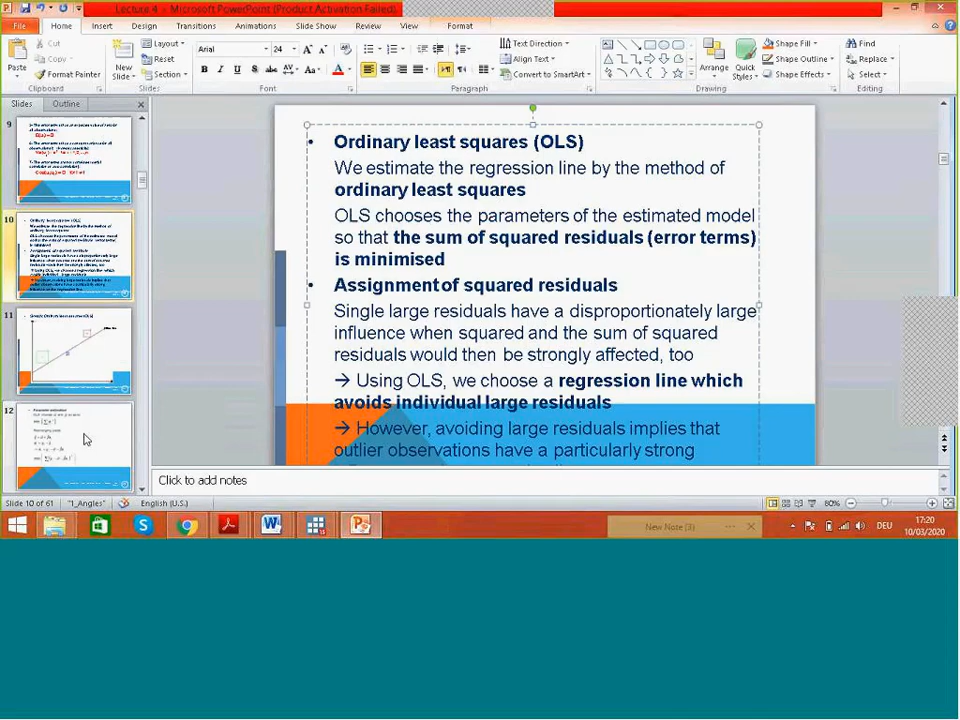 Lecture 4 - Microsoft PowerPoint (Product Activation Failed)
File Home Insert Design Transitions Animations Slide Show Review View Format
Paste
Cut
Copy
Format Painter
Clipboard
New
Slide
Layout
Reset
Section
Slides
Arial 24
Font
Paragraph
Text Direction
Align Text
Convert to SmartArt
Drawing
Arrange
Quick
Styles
Shape Fill
Shape Outline
Shape Effects
Find
Replace
Select
Editing
Slides Outline
9
10
11
12
• Ordinary least squares (OLS)
We estimate the regression line by the method of
ordinary least squares
OLS chooses the parameters of the estimated model
so that the sum of squared residuals (error terms)
is minimised
• Assignment of squared residuals
Single large residuals have a disproportionately large
influence when squared and the sum of squared
residuals would then be strongly affected, too
→ Using OLS, we choose a regression line which
avoids individual large residuals
→ However, avoiding large residuals implies that
outlier observations have a particularly strong
Click to add notes
Slide 10 of 61 "1_Angles" English (U.S.) 80%
New Note (3)
DEU
17:20
10/03/2020